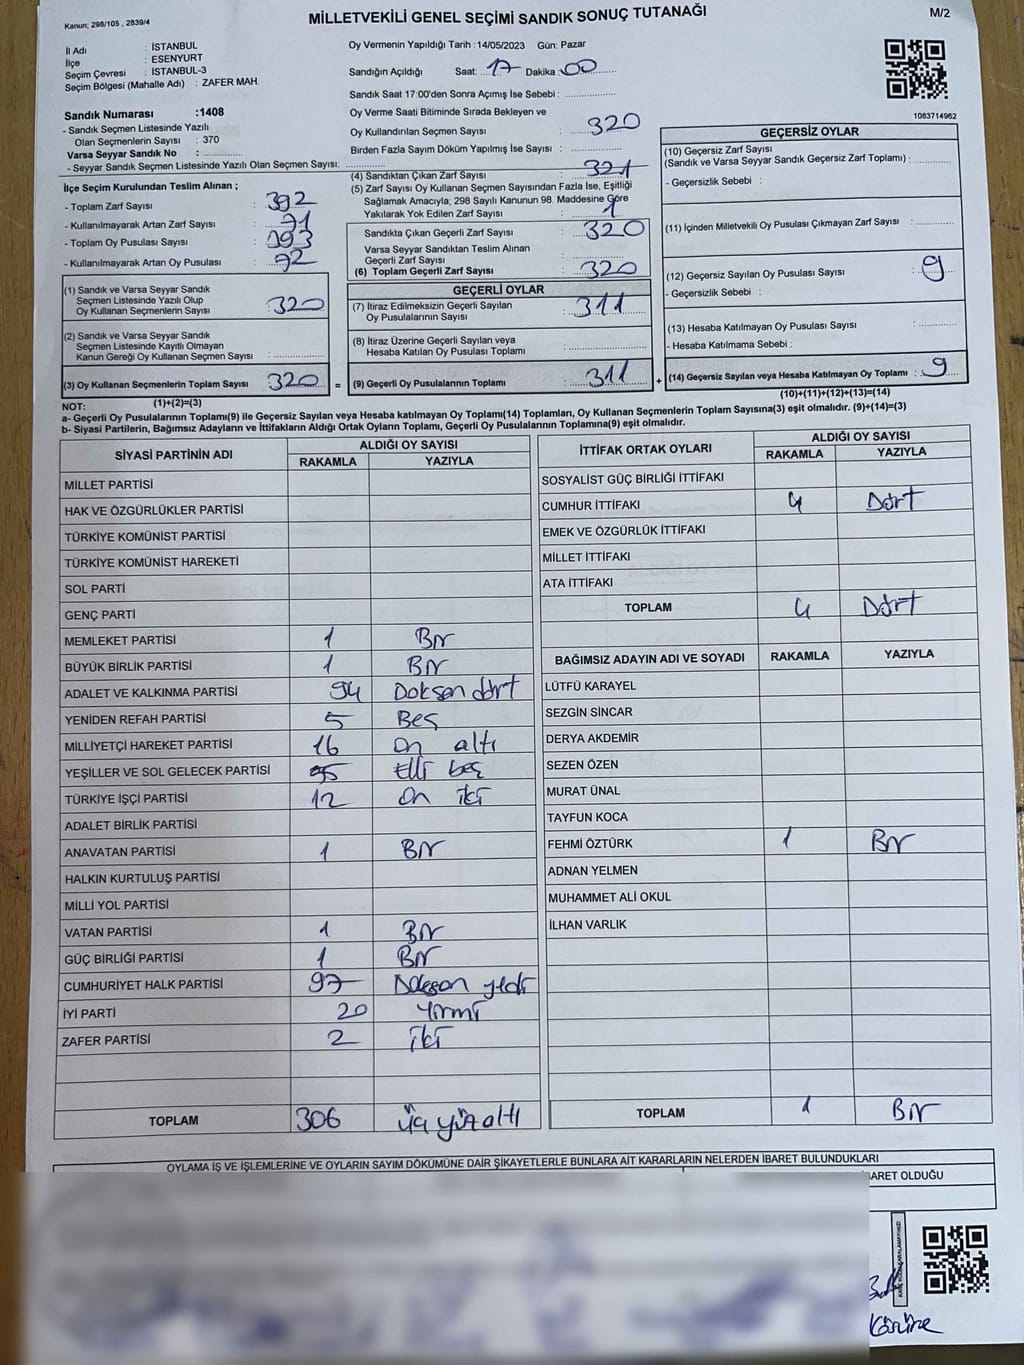 Kanun; 298/105 , 2839/4
MİLLETVEKİLİ GENEL SEÇİMİ SANDIK SONUÇ TUTANAĞI
M/2
İl Adı : İSTANBUL
İlçe : ESENYURT
Seçim Çevresi : İSTANBUL-3
Seçim Bölgesi (Mahalle Adı) : ZAFER MAH.
Sandık Numarası :1408
- Sandık Seçmen Listesinde Yazılı
Olan Seçmenlerin Sayısı : 370
Varsa Seyyar Sandık No :
- Seyyar Sandık Seçmen Listesinde Yazılı Olan Seçmen Sayısı:
Oy Vermenin Yapıldığı Tarih :14/05/2023 Gün: Pazar
Sandığın Açıldığı Saat: 17 Dakika 00
Sandık Saat 17:00'den Sonra Açımış İse Sebebi :
Oy Verme Saati Bitiminde Sırada Bekleyen ve
Oy Kullandırılan Seçmen Sayısı : 320
Birden Fazla Sayım Döküm Yapılmış İse Sayısı :
1083714962
İlçe Seçim Kurulundan Teslim Alınan ;
- Toplam Zarf Sayısı : 392
- Kullanılmayarak Artan Zarf Sayısı : 71
- Toplam Oy Pusulası Sayısı : 393
- Kullanılmayarak Artan Oy Pusulası : 72
(1) Sandık ve Varsa Seyyar Sandık
Seçmen Listesinde Yazılı Olup
Oy Kullanan Seçmenlerin Sayısı : 320
(2) Sandık ve Varsa Seyyar Sandık
Seçmen Listesinde Kayıtlı Olmayan
Kanun Gereği Oy Kullanan Seçmen Sayısı :
(3) Oy Kullanan Seçmenlerin Toplam Sayısı 320 =
(1)+(2)=(3)
(4) Sandıktan Çıkan Zarf Sayısı : 321
(5) Zarf Sayısı Oy Kullanan Seçmen Sayısından Fazla İse, Eşitliği
Sağlamak Amacıyla, 298 Sayılı Kanunun 98. Maddesine Göre
Yakılarak Yok Edilen Zarf Sayısı : 1
Sandıkta Çıkan Geçerli Zarf Sayısı : 320
Varsa Seyyar Sandıktan Teslim Alınan
Geçerli Zarf Sayısı :
(6) Toplam Geçerli Zarf Sayısı : 320
GEÇERLİ OYLAR
(7) İtiraz Edilmeksizin Geçerli Sayılan
Oy Pusulalarının Sayısı : 311
(8) İtiraz Üzerine Geçerli Sayılan veya
Hesaba Katılan Oy Pusulaları Toplamı :
(9) Geçerli Oy Pusulalarının Toplamı : 311 +
GEÇERSİZ OYLAR
(10) Geçersiz Zarf Sayısı
(Sandık ve Varsa Seyyar Sandık Geçersiz Zarf Toplamı) :
- Geçersizlik Sebebi :
(11) İçinden Milletvekili Oy Pusulası Çıkmayan Zarf Sayısı :
(12) Geçersiz Sayılan Oy Pusulası Sayısı : 9
- Geçersizlik Sebebi :
(13) Hesaba Katılmayan Oy Pusulası Sayısı :
- Hesaba Katılmama Sebebi :
(14) Geçersiz Sayılan veya Hesaba Katılmayan Oy Toplamı : 9
(10)+(11)+(12)+(13)=(14)
NOT:
a- Geçerli Oy Pusulalarının Toplamı(9) ile Geçersiz Sayılan veya Hesaba katılmayan Oy Toplamı(14) Toplamları, Oy Kullanan Seçmenlerin Toplam Sayısına(3) eşit olmalıdır. (9)+(14)=(3)
b- Siyasi Partilerin, Bağımsız Adayların ve İttifakların Aldığı Ortak Oyların Toplamı, Geçerli Oy Pusulalarının Toplamına(9) eşit olmalıdır.
SİYASİ PARTİNİN ADI ALDIĞI OY SAYISI
RAKAMLA YAZIYLA
MİLLET PARTİSİ
HAK VE ÖZGÜRLÜKLER PARTİSİ
TÜRKİYE KOMÜNİST PARTİSİ
TÜRKİYE KOMÜNİST HAREKETİ
SOL PARTİ
GENÇ PARTİ
MEMLEKET PARTİSİ 1 Bir
BÜYÜK BİRLİK PARTİSİ 1 Bir
ADALET VE KALKINMA PARTİSİ 94 Doksan dört
YENİDEN REFAH PARTİSİ 5 Beş
MİLLİYETÇİ HAREKET PARTİSİ 16 On altı
YEŞİLLER VE SOL GELECEK PARTİSİ 55 Elli beş
TÜRKİYE İŞÇİ PARTİSİ 12 On iki
ADALET BİRLİK PARTİSİ
ANAVATAN PARTİSİ 1 Bir
HALKIN KURTULUŞ PARTİSİ
MİLLİ YOL PARTİSİ
VATAN PARTİSİ 1 Bir
GÜÇ BİRLİĞİ PARTİSİ 1 Bir
CUMHURİYET HALK PARTİSİ 97 Doksan yedi
İYİ PARTİ 20 Yirmi
ZAFER PARTİSİ 2 İki
TOPLAM 306 Üç yüz altı
İTTİFAK ORTAK OYLARI ALDIĞI OY SAYISI
RAKAMLA YAZIYLA
SOSYALİST GÜÇ BİRLİĞİ İTTİFAKI
CUMHUR İTTİFAKI 4 Dört
EMEK VE ÖZGÜRLÜK İTTİFAKI
MİLLET İTTİFAKI
ATA İTTİFAKI
TOPLAM 4 Dört
BAĞIMSIZ ADAYIN ADI VE SOYADI RAKAMLA YAZIYLA
LÜTFÜ KARAYEL
SEZGİN SİNCAR
DERYA AKDEMİR
SEZEN ÖZEN
MURAT ÜNAL
TAYFUN KOCA
FEHMİ ÖZTÜRK 1 Bir
ADNAN YELMEN
MUHAMMET ALİ OKUL
İLHAN VARLIK
TOPLAM 1 Bir
OYLAMA İŞ VE İŞLEMLERİNE VE OYLARIN SAYIM DÖKÜMÜNE DAİR ŞİKAYETLERLE BUNLARA AİT KARARLARIN NELERDEN İBARET BULUNDUKLARI
BARET OLDUĞU